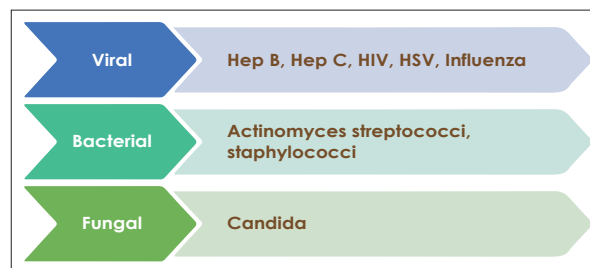 Viral
Hep B, Hep C, HIV, HSV, Influenza
Bacterial
Actinomyces streptococci,
staphylococci
Fungal
Candida